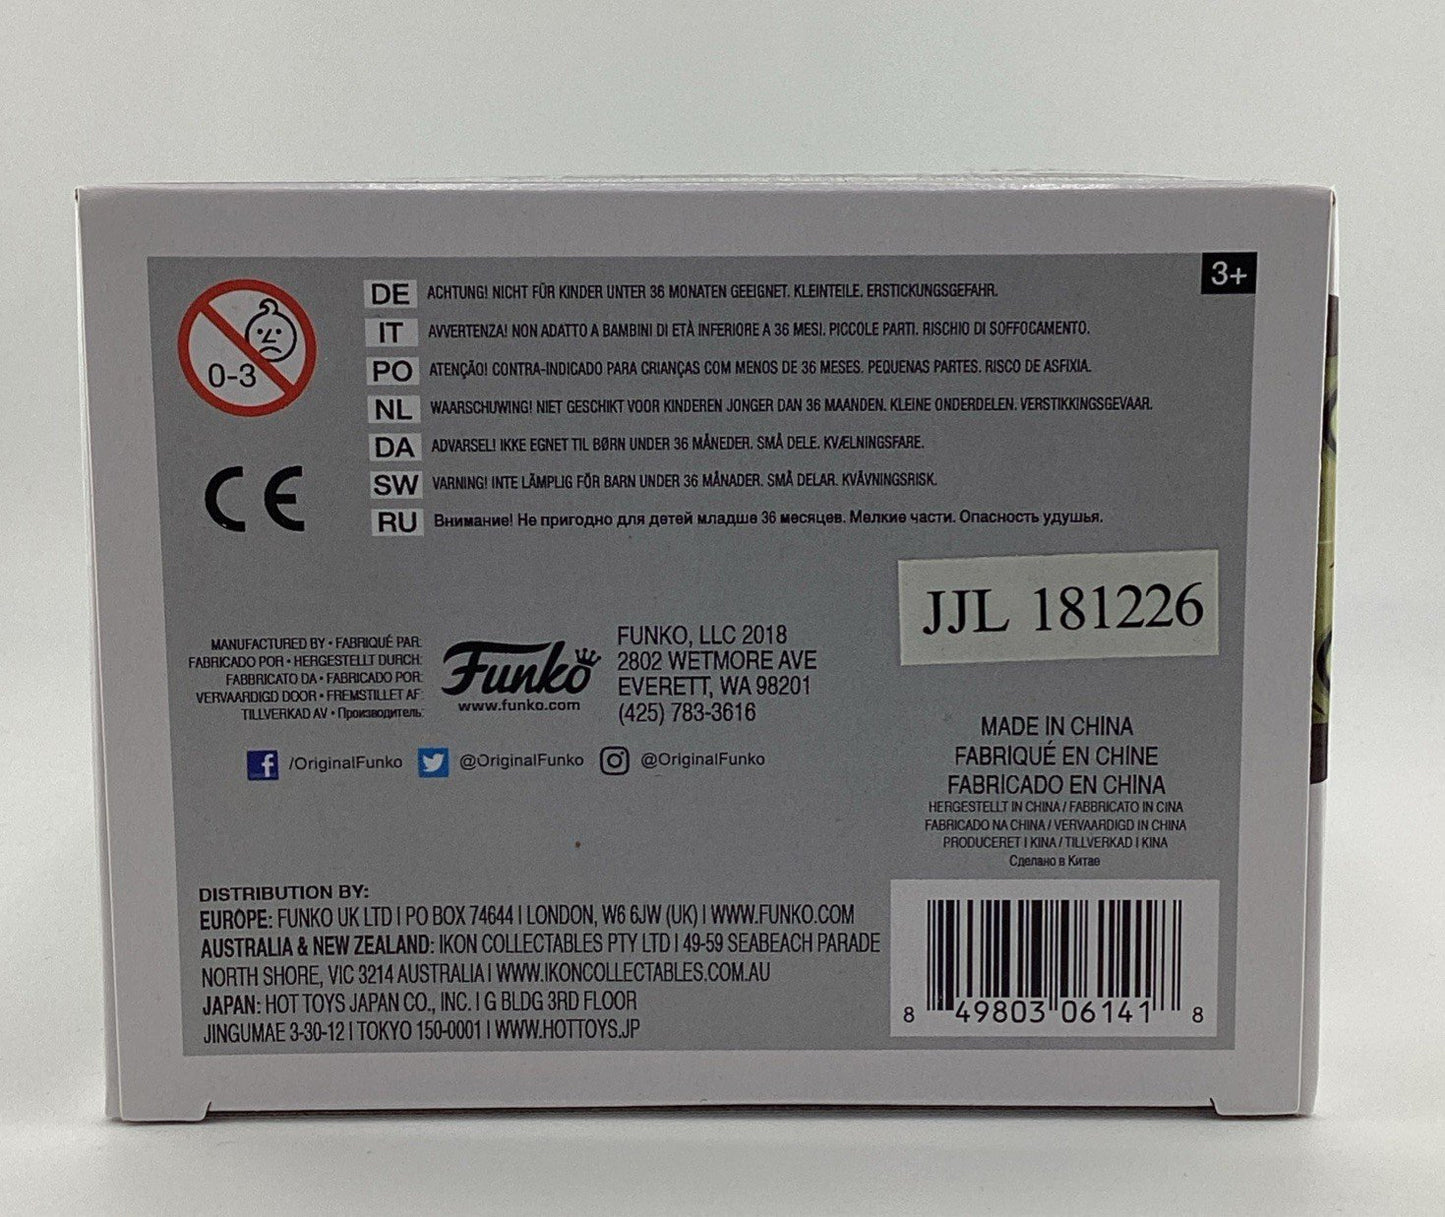 3+
0-3
DE ACHTUNG! NICHT FÜR KINDER UNTER 36 MONATEN GEEIGNET. KLEINTEILE. ERSTICKUNGSGEFAHR.
IT AVVERTENZA! NON ADATTO A BAMBINI DI ETÀ INFERIORE A 36 MESI. PICCOLE PARTI. RISCHIO DI SOFFOCAMENTO.
PO ATENÇÃO! CONTRA-INDICADO PARA CRIANÇAS COM MENOS DE 36 MESES. PEQUENAS PARTES. RISCO DE ASFIXIA.
NL WAARSCHUWING! NIET GESCHIKT VOOR KINDEREN JONGER DAN 36 MAANDEN. KLEINE ONDERDELEN. VERSTIKKINGSGEVAAR.
DA ADVARSEL! IKKE EGNET TIL BØRN UNDER 36 MÅNEDER. SMÅ DELE. KVÆLNINGSFARE.
SW VARNING! INTE LÄMPLIG FÖR BARN UNDER 36 MÅNADER. SMÅ DELAR. KVÄVNINGSRISK.
RU Внимание! Не пригодно для детей младше 36 месяцев. Мелкие части. Опасность удушья.
CE
JJL 181226
MANUFACTURED BY • FABRIQUÉ PAR:
FABRICADO POR • HERGESTELLT DURCH:
FABBRICATO DA • FABRICADO POR:
VERVAARDIGD DOOR • FREMSTILLET AF:
TILLVERKAD AV • Производитель:
Funko
www.funko.com
FUNKO, LLC 2018
2802 WETMORE AVE
EVERETT, WA 98201
(425) 783-3616
/OriginalFunko @OriginalFunko @OriginalFunko
MADE IN CHINA
FABRIQUÉ EN CHINE
FABRICADO EN CHINA
HERGESTELLT IN CHINA / FABBRICATO IN CINA
FABRICADO NA CHINA / VERVAARDIGD IN CHINA
PRODUCERET I KINA / TILLVERKAD I KINA
Сделано в Китае
DISTRIBUTION BY:
EUROPE: FUNKO UK LTD | PO BOX 74644 | LONDON, W6 6JW (UK) | WWW.FUNKO.COM
AUSTRALIA & NEW ZEALAND: IKON COLLECTABLES PTY LTD | 49-59 SEABEACH PARADE
NORTH SHORE, VIC 3214 AUSTRALIA | WWW.IKONCOLLECTABLES.COM.AU
JAPAN: HOT TOYS JAPAN CO., INC. | G BLDG 3RD FLOOR
JINGUMAE 3-30-12 | TOKYO 150-0001 | WWW.HOTTOYS.JP
8 49803 06141 8